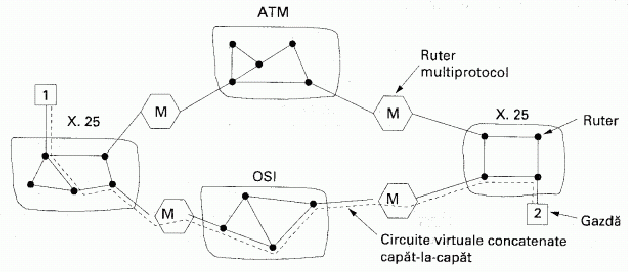 ATM
Ruter
multiprotocol
1
M
M
X. 25
X. 25
Ruter
OSI
M
M
2
Gazdă
Circuite virtuale concatenate
capăt-la-capăt